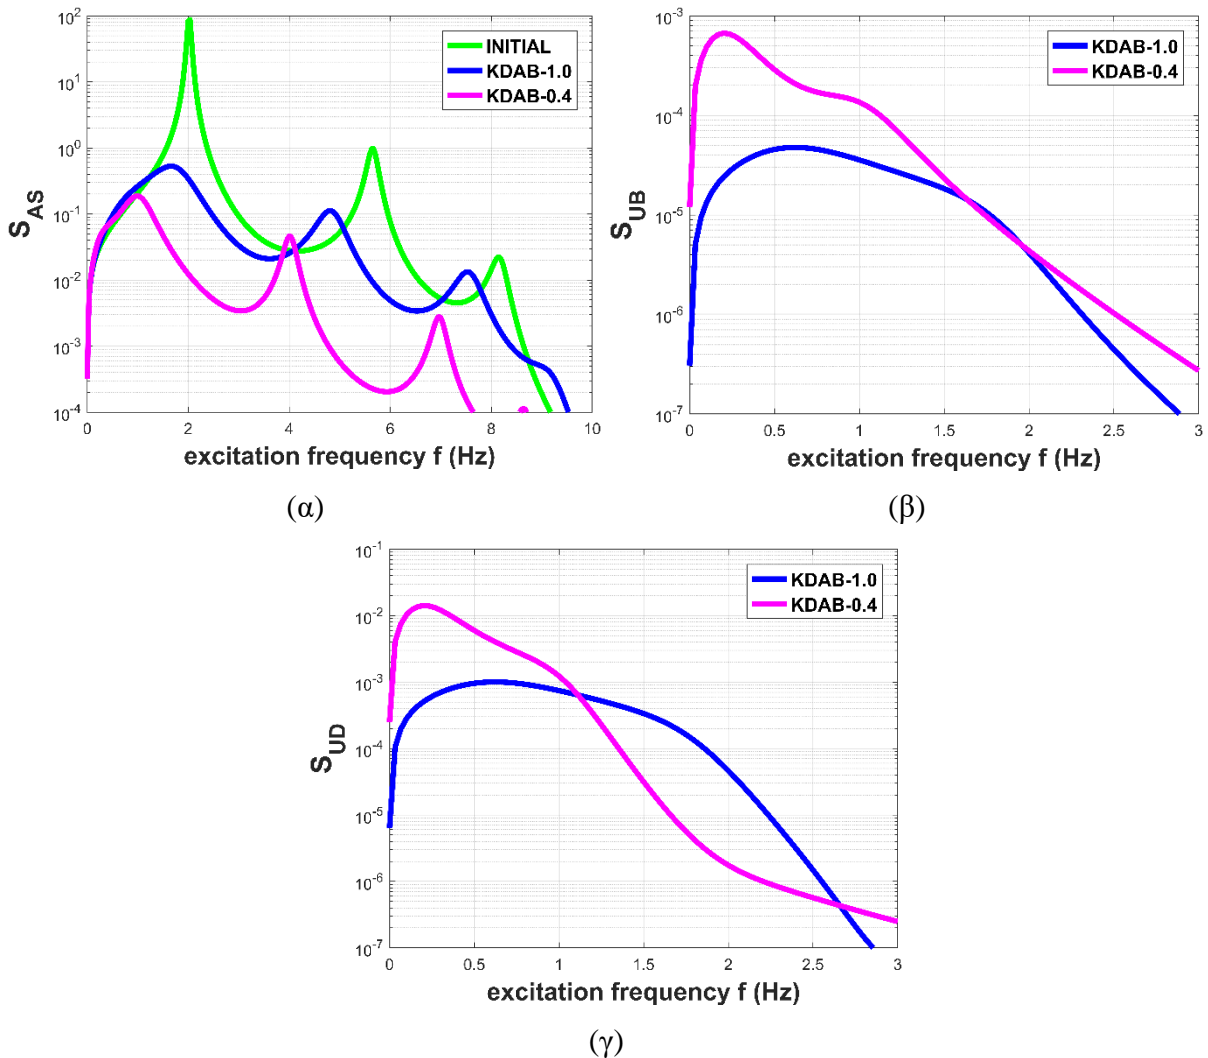 10^2
10^1
10^0
10^-1
10^-2
10^-3
10^-4
S_AS
INITIAL
KDAB-1.0
KDAB-0.4
0 2 4 6 8 10
excitation frequency f (Hz)
(α)
10^-3
10^-4
10^-5
10^-6
10^-7
S_UB
KDAB-1.0
KDAB-0.4
0 0.5 1 1.5 2 2.5 3
excitation frequency f (Hz)
(β)
10^-1
10^-2
10^-3
10^-4
10^-5
10^-6
10^-7
S_UD
KDAB-1.0
KDAB-0.4
0 0.5 1 1.5 2 2.5 3
excitation frequency f (Hz)
(γ)